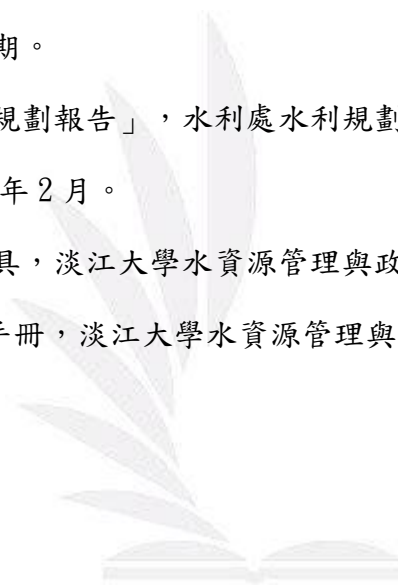 期。
規劃報告」，水利處水利規劃
年 2 月。
具，淡江大學水資源管理與政
手冊，淡江大學水資源管理與